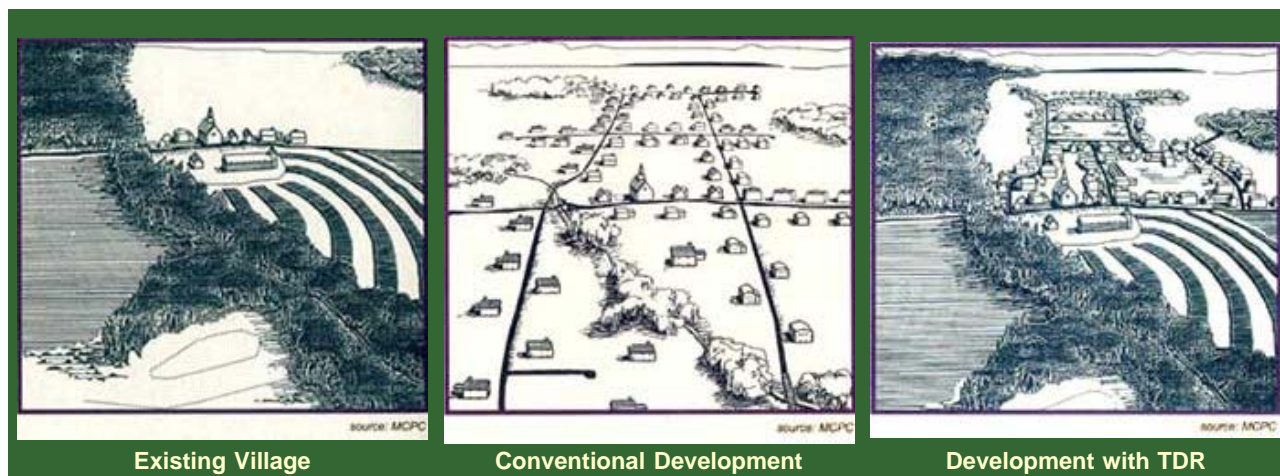 source: MCPC
source: MCPC
source: MCPC
Existing Village
Conventional Development
Development with TDR